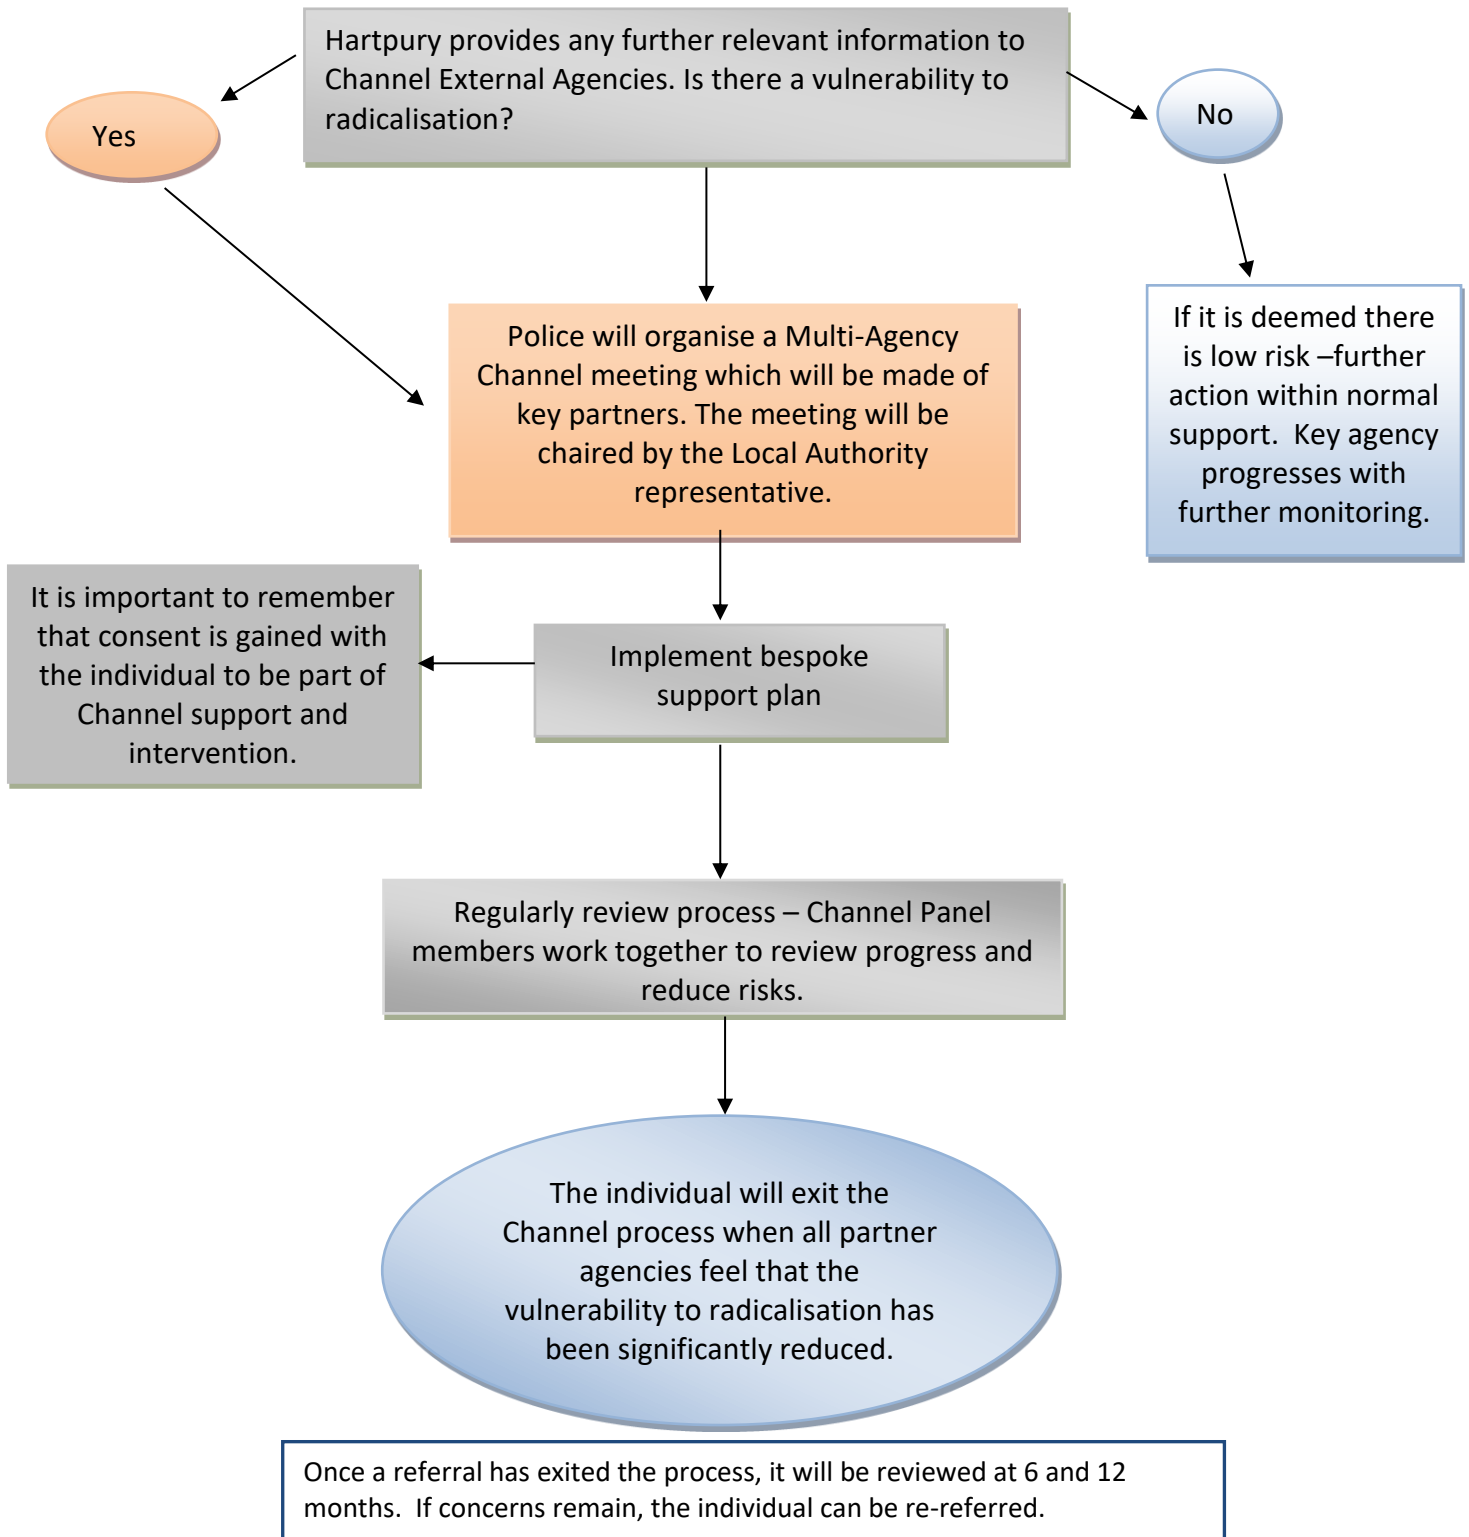 Hartpury provides any further relevant information to
Channel External Agencies. Is there a vulnerability to
radicalisation?
Yes
No
Police will organise a Multi-Agency
Channel meeting which will be made of
key partners. The meeting will be
chaired by the Local Authority
representative.
If it is deemed there
is low risk –further
action within normal
support.  Key agency
progresses with
further monitoring.
It is important to remember
that consent is gained with
the individual to be part of
Channel support and
intervention.
Implement bespoke
support plan
Regularly review process – Channel Panel
members work together to review progress and
reduce risks.
The individual will exit the
Channel process when all partner
agencies feel that the
vulnerability to radicalisation has
been significantly reduced.
Once a referral has exited the process, it will be reviewed at 6 and 12
months.  If concerns remain, the individual can be re-referred.